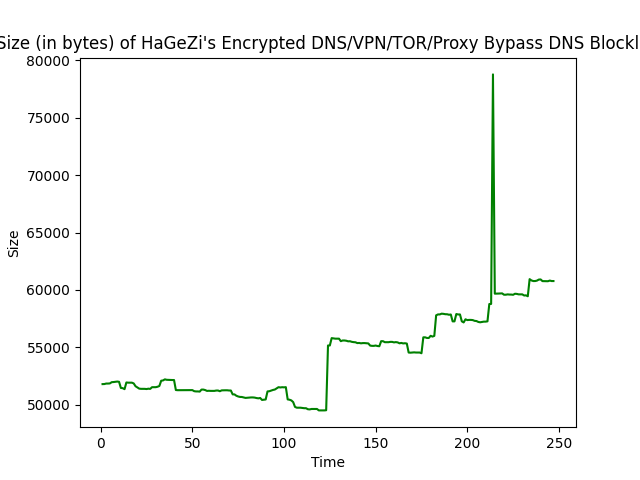 Size (in bytes) of HaGeZi's Encrypted DNS/VPN/TOR/Proxy Bypass DNS Blockl
80000
75000
70000
65000
60000
55000
50000
Size
0 50 100 150 200 250
Time